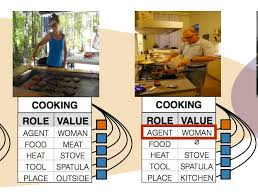 COOKING
ROLE VALUE
AGENT WOMAN
FOOD MEAT
HEAT STOVE
TOOL SPATULA
PLACE OUTSIDE
COOKING
ROLE VALUE
AGENT WOMAN
FOOD ∅
HEAT STOVE
TOOL SPATULA
PLACE KITCHEN